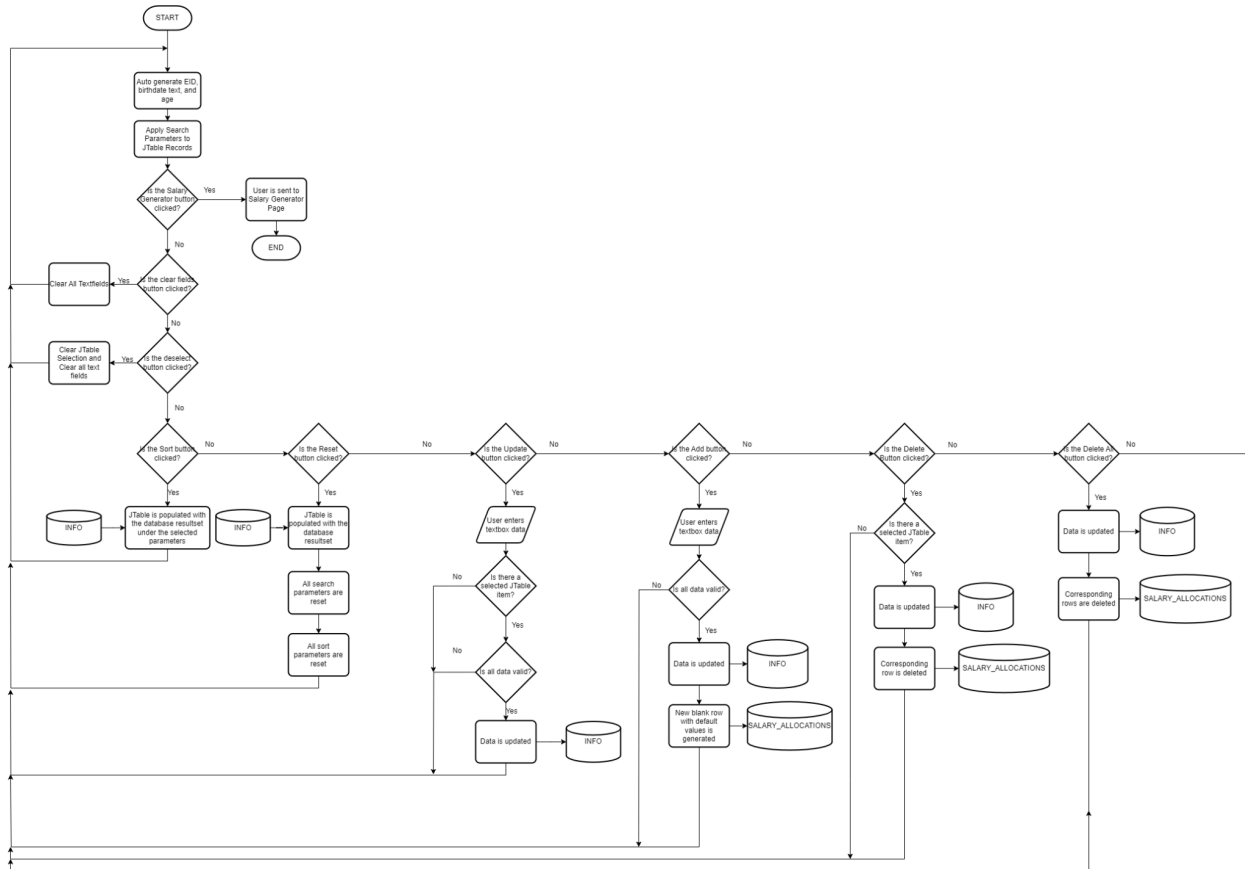 START
Auto generate EID,
birthdate text, and
age
Apply Search
Parameters to
JTable Records
Is the Salary
Generator button
clicked?
Yes
User is sent to
Salary Generator
Page
No
END
Is the clear fields
button clicked?
Yes
Clear All Textfields
No
Is the deselect
button clicked?
Yes
Clear JTable
Selection and
Clear all text
fields
No
Is the Sort button
clicked?
No
Is the Reset
button clicked?
No
Is the Update
button clicked?
No
Is the Add button
clicked?
No
Is the Delete
Button clicked?
No
Is the Delete All
button clicked?
No
Yes
Yes
Yes
Yes
Yes
Yes
INFO
JTable is populated with
the database resultset
under the selected
parameters
INFO
JTable is
populated with the
database
resultset
All search
parameters are
reset
All sort
parameters are
reset
User enters
textbox data
Is there a
selected JTable
item?
No
Yes
Is all data valid?
No
Yes
Data is updated
INFO
User enters
textbox data
Is all data valid?
No
Yes
Data is updated
INFO
New blank row
with default
values is
generated
SALARY_ALLOCATIONS
Is there a
selected JTable
item?
No
Yes
Data is updated
INFO
Corresponding
row is deleted
SALARY_ALLOCATIONS
Data is updated
INFO
Corresponding
rows are deleted
SALARY_ALLOCATIONS